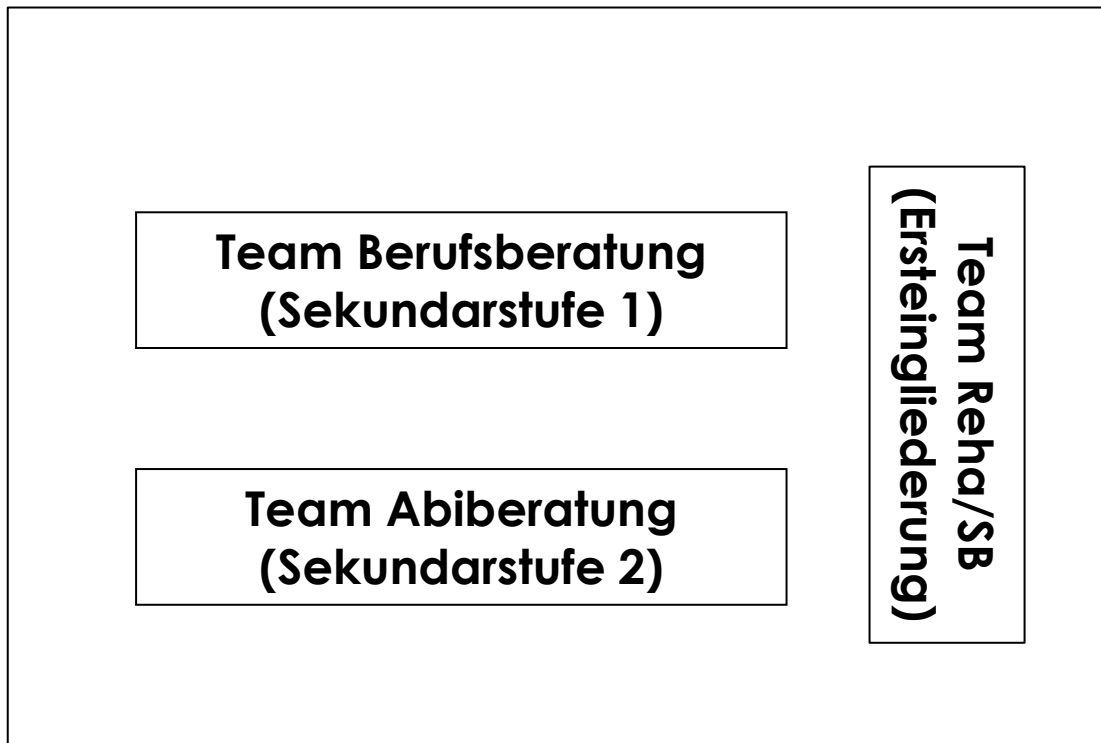 Team Berufsberatung
(Sekundarstufe 1)
Team Abiberatung
(Sekundarstufe 2)
Team Reha/SB
(Ersteingliederung)